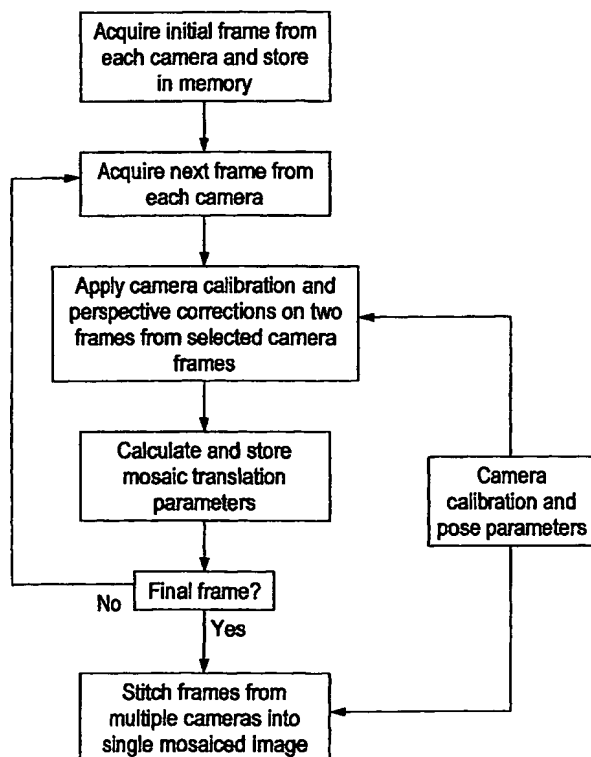 Acquire initial frame from
each camera and store
in memory
Acquire next frame from
each camera
Apply camera calibration and
perspective corrections on two
frames from selected camera
frames
Calculate and store
mosaic translation
parameters
Camera
calibration and
pose parameters
Final frame?
No
Yes
Stitch frames from
multiple cameras into
single mosaiced image